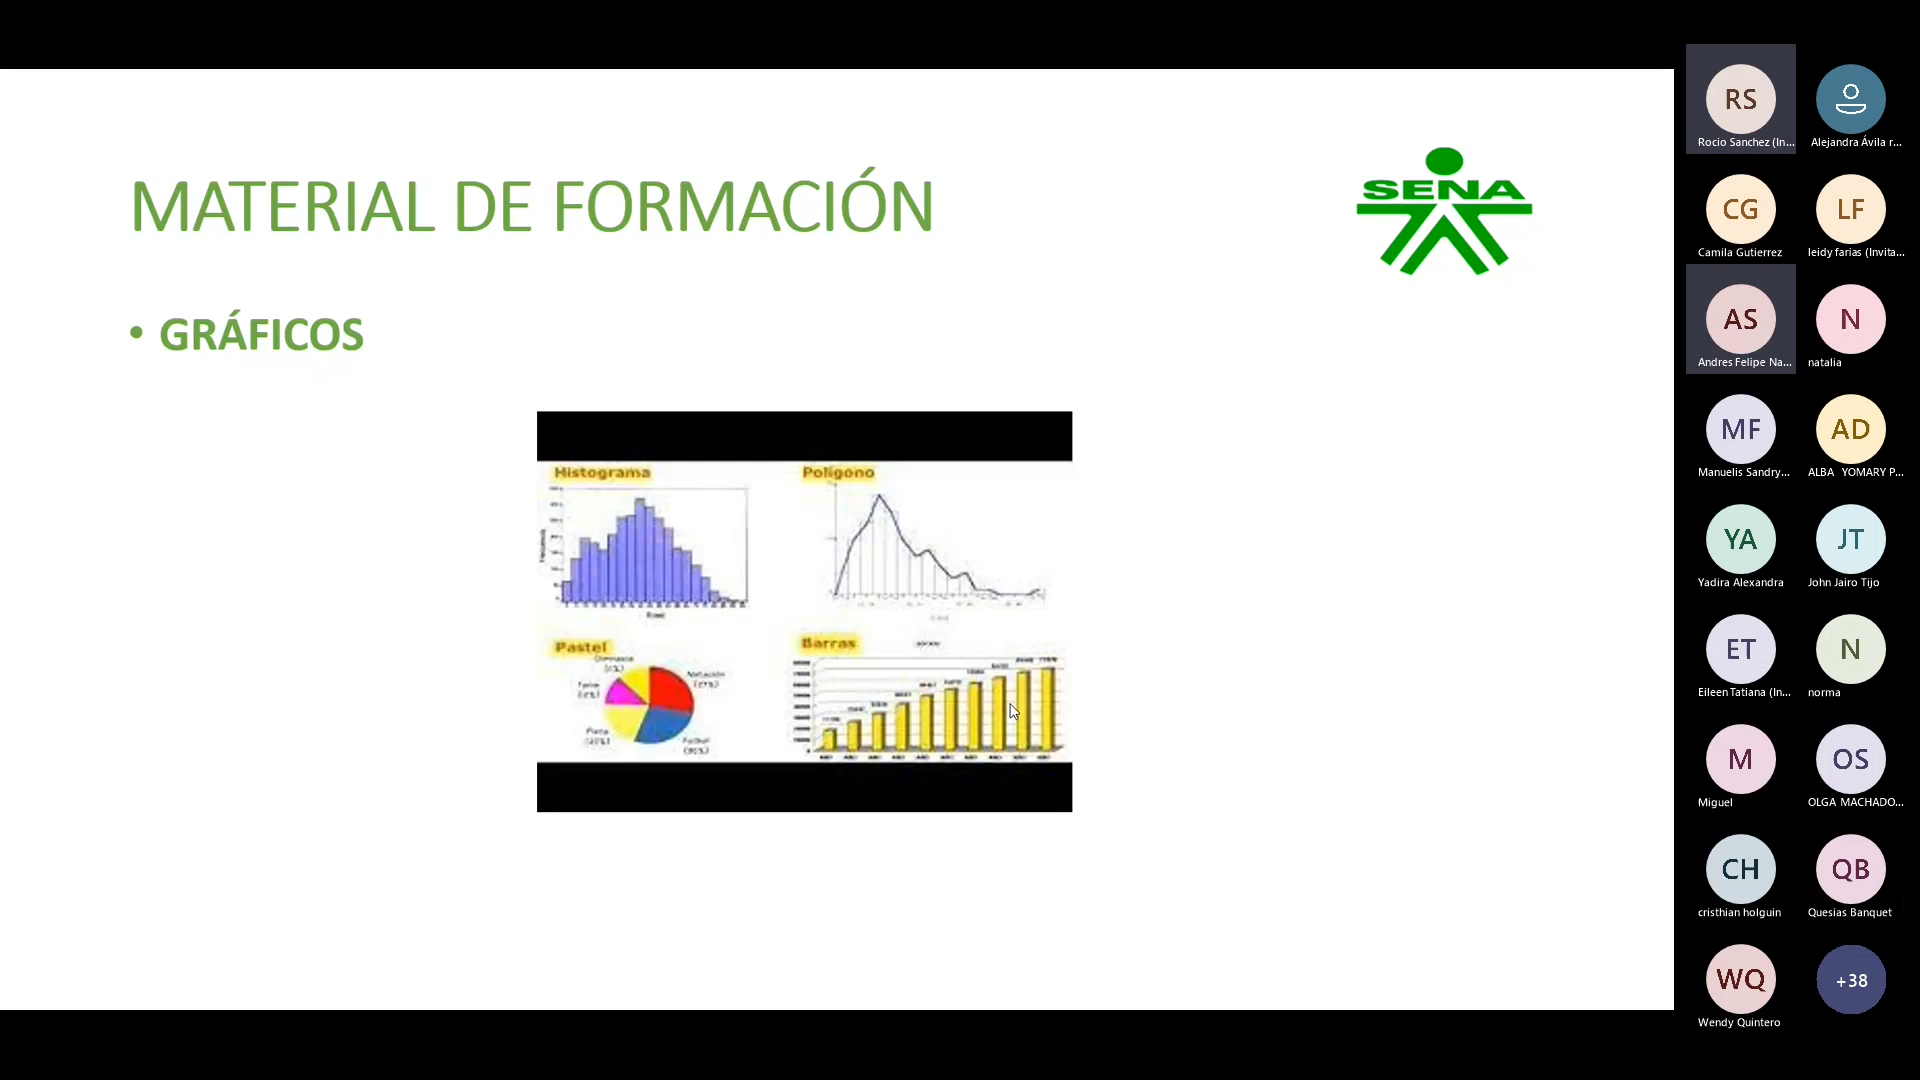 MATERIAL DE FORMACIÓN
SENA
• GRÁFICOS
Histograma
Polígono
Pastel
Barras
RS
Rocio Sanchez (In...
Alejandra Ávila r...
CG
Camila Gutierrez
LF
leidy farias (Invita...
AS
Andres Felipe Na...
N
natalia
MF
Manuelis Sandry...
AD
ALBA YOMARY P...
YA
Yadira Alexandra
JT
John Jairo Tijo
ET
Eileen Tatiana (In...
N
norma
M
Miguel
OS
OLGA MACHADO...
CH
cristhian holguin
QB
Quesias Banquet
WQ
Wendy Quintero
+38